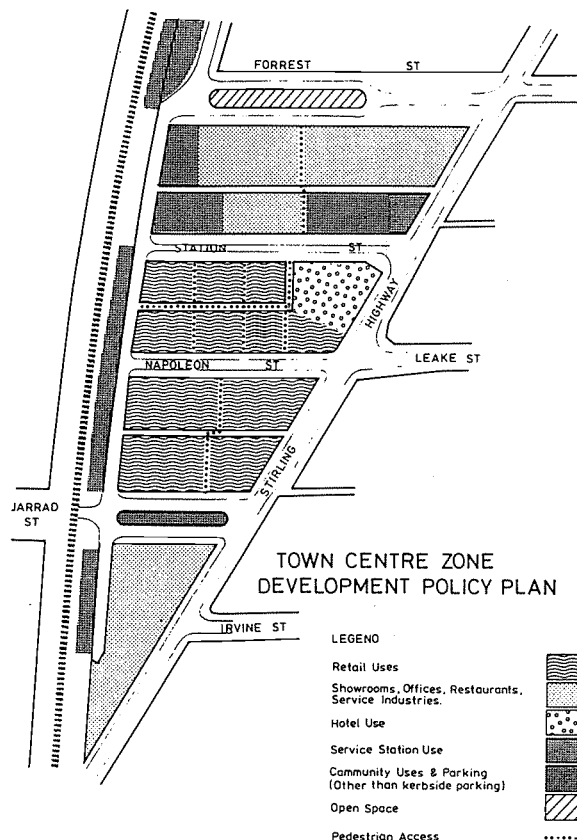 FORREST ST
STATION ST
HIGHWAY
LEAKE ST
NAPOLEON ST
STIRLING
JARRAD
ST
TOWN CENTRE ZONE
DEVELOPMENT POLICY PLAN
IRVINE ST
LEGEND
Retail Uses
Showrooms, Offices, Restaurants,
Service Industries.
Hotel Use
Service Station Use
Community Uses & Parking
(Other than kerbside parking)
Open Space
Pedestrian Access